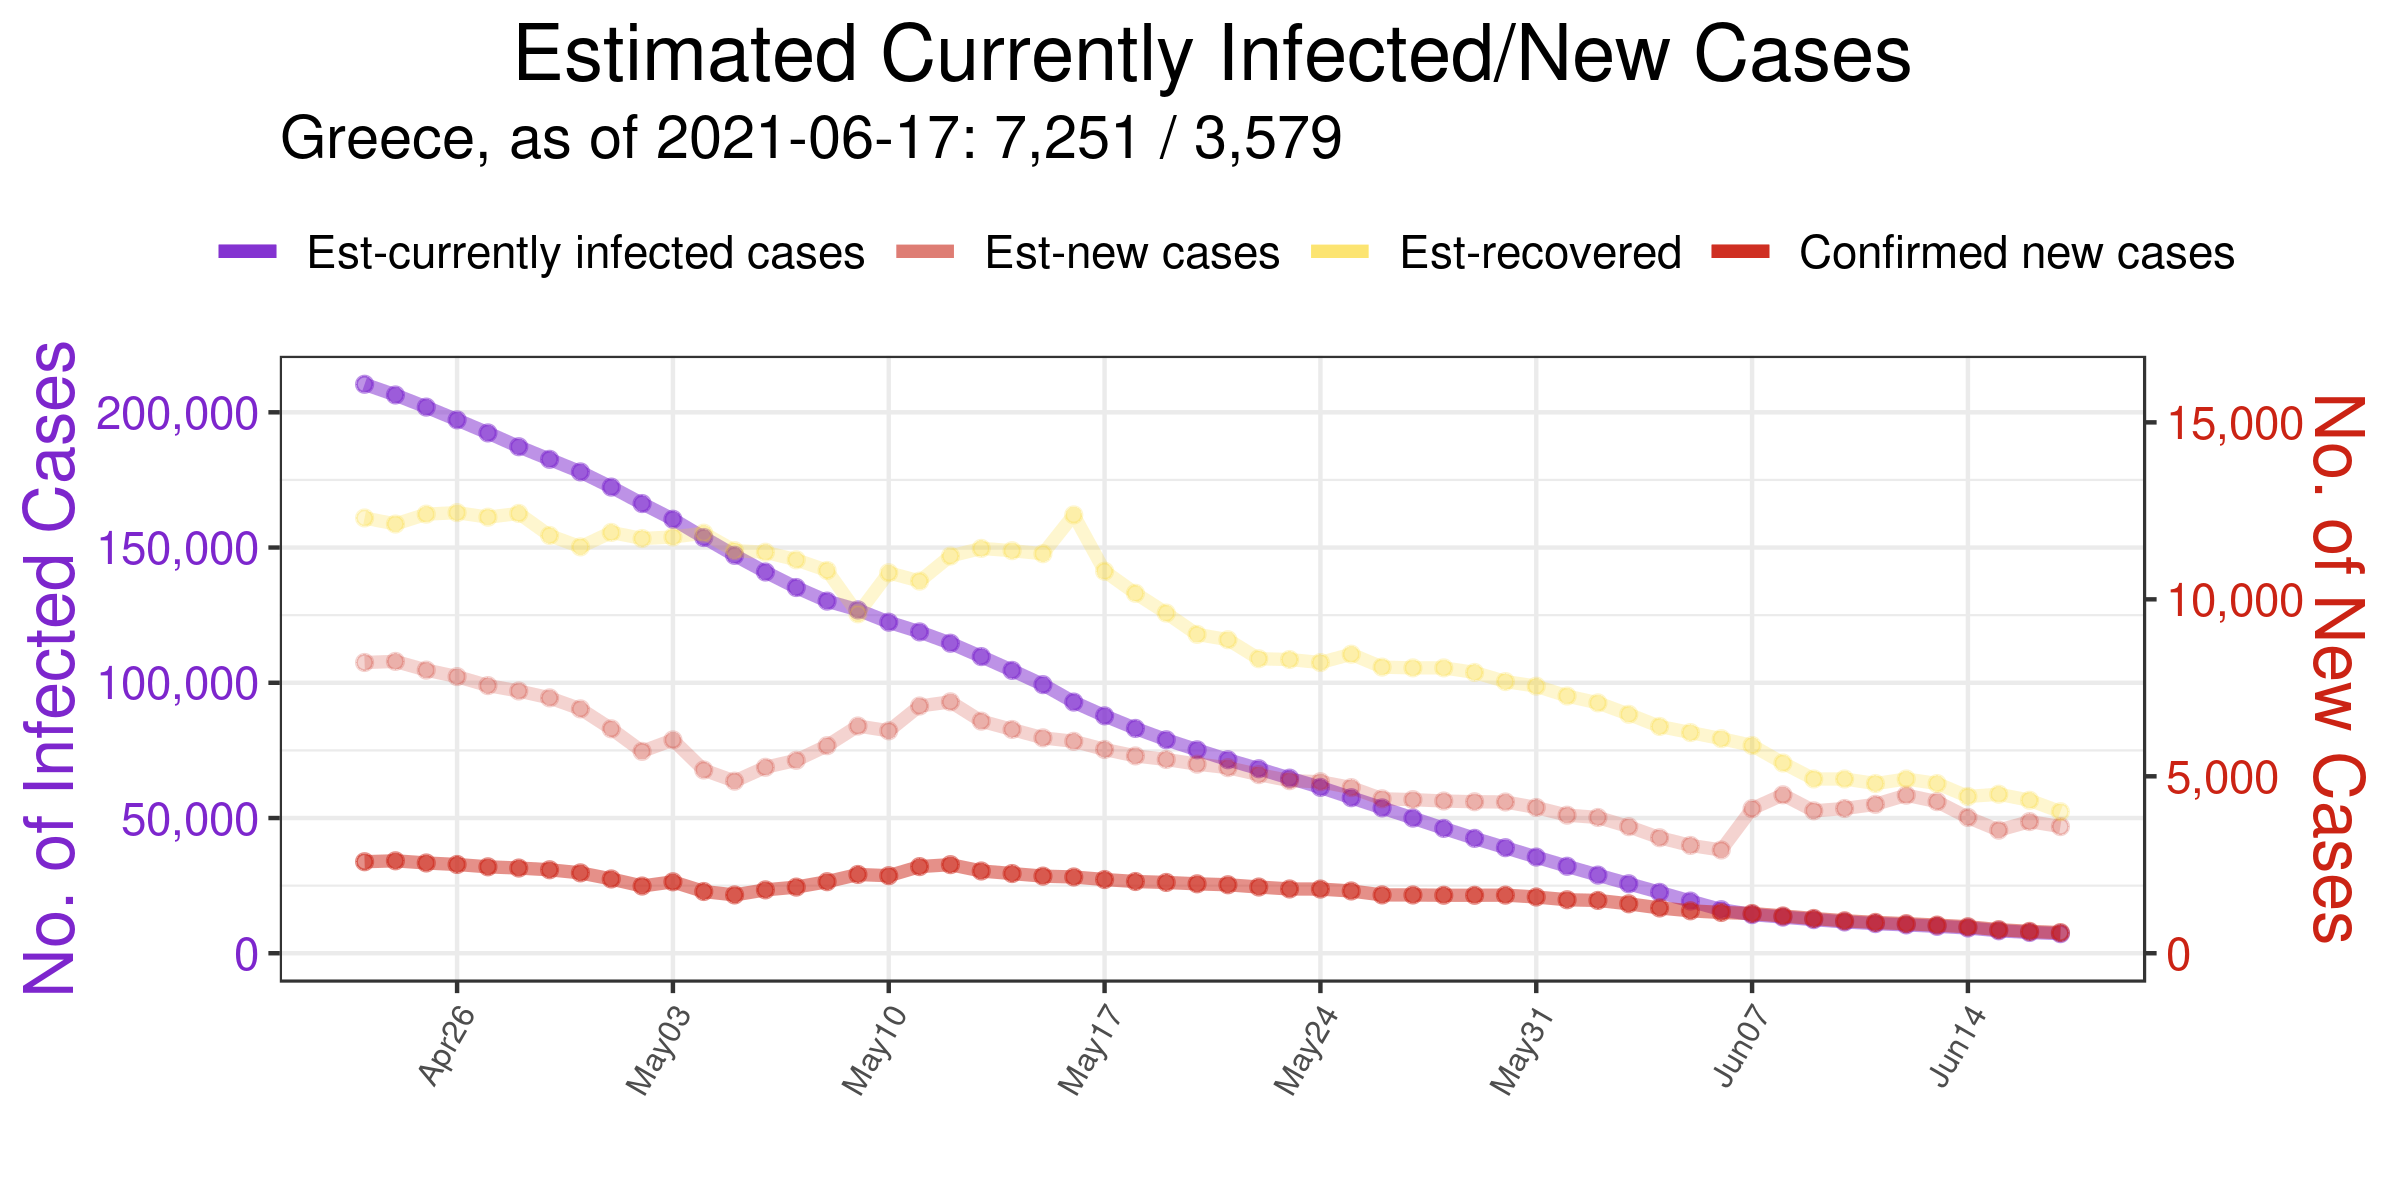 Estimated Currently Infected/New Cases
Greece, as of 2021-06-17: 7,251 / 3,579
Est-currently infected cases Est-new cases Est-recovered Confirmed new cases
No. of Infected Cases
200,000
150,000
100,000
50,000
0
15,000
10,000
5,000
0
No. of New Cases
Apr26 May03 May10 May17 May24 May31 Jun07 Jun14